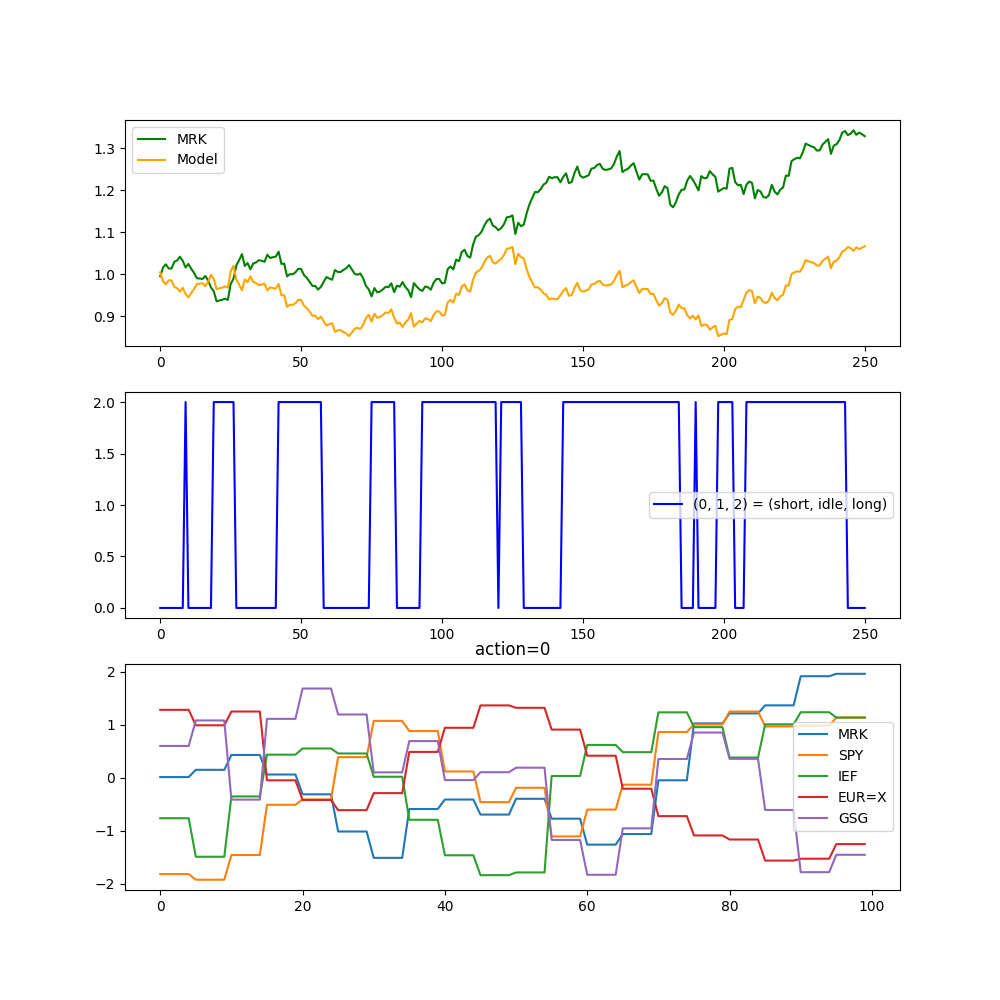 MRK
Model
1.3
1.2
1.1
1.0
0.9
0 50 100 150 200 250
2.0
1.5
1.0
0.5
0.0
(0, 1, 2) = (short, idle, long)
0 50 100 150 200 250
action=0
2
1
0
−1
−2
MRK
SPY
IEF
EUR=X
GSG
0 20 40 60 80 100